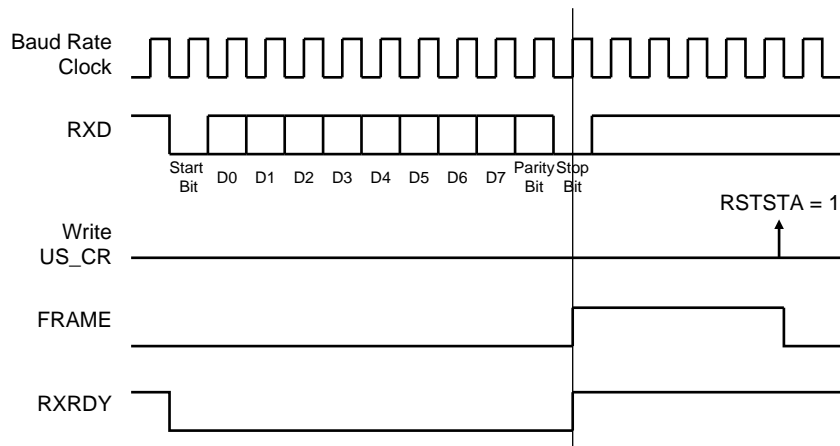 Baud Rate
Clock
RXD
Start
Bit
D0
D1
D2
D3
D4
D5
D6
D7
Parity
Bit
Stop
Bit
RSTSTA = 1
Write
US_CR
FRAME
RXRDY